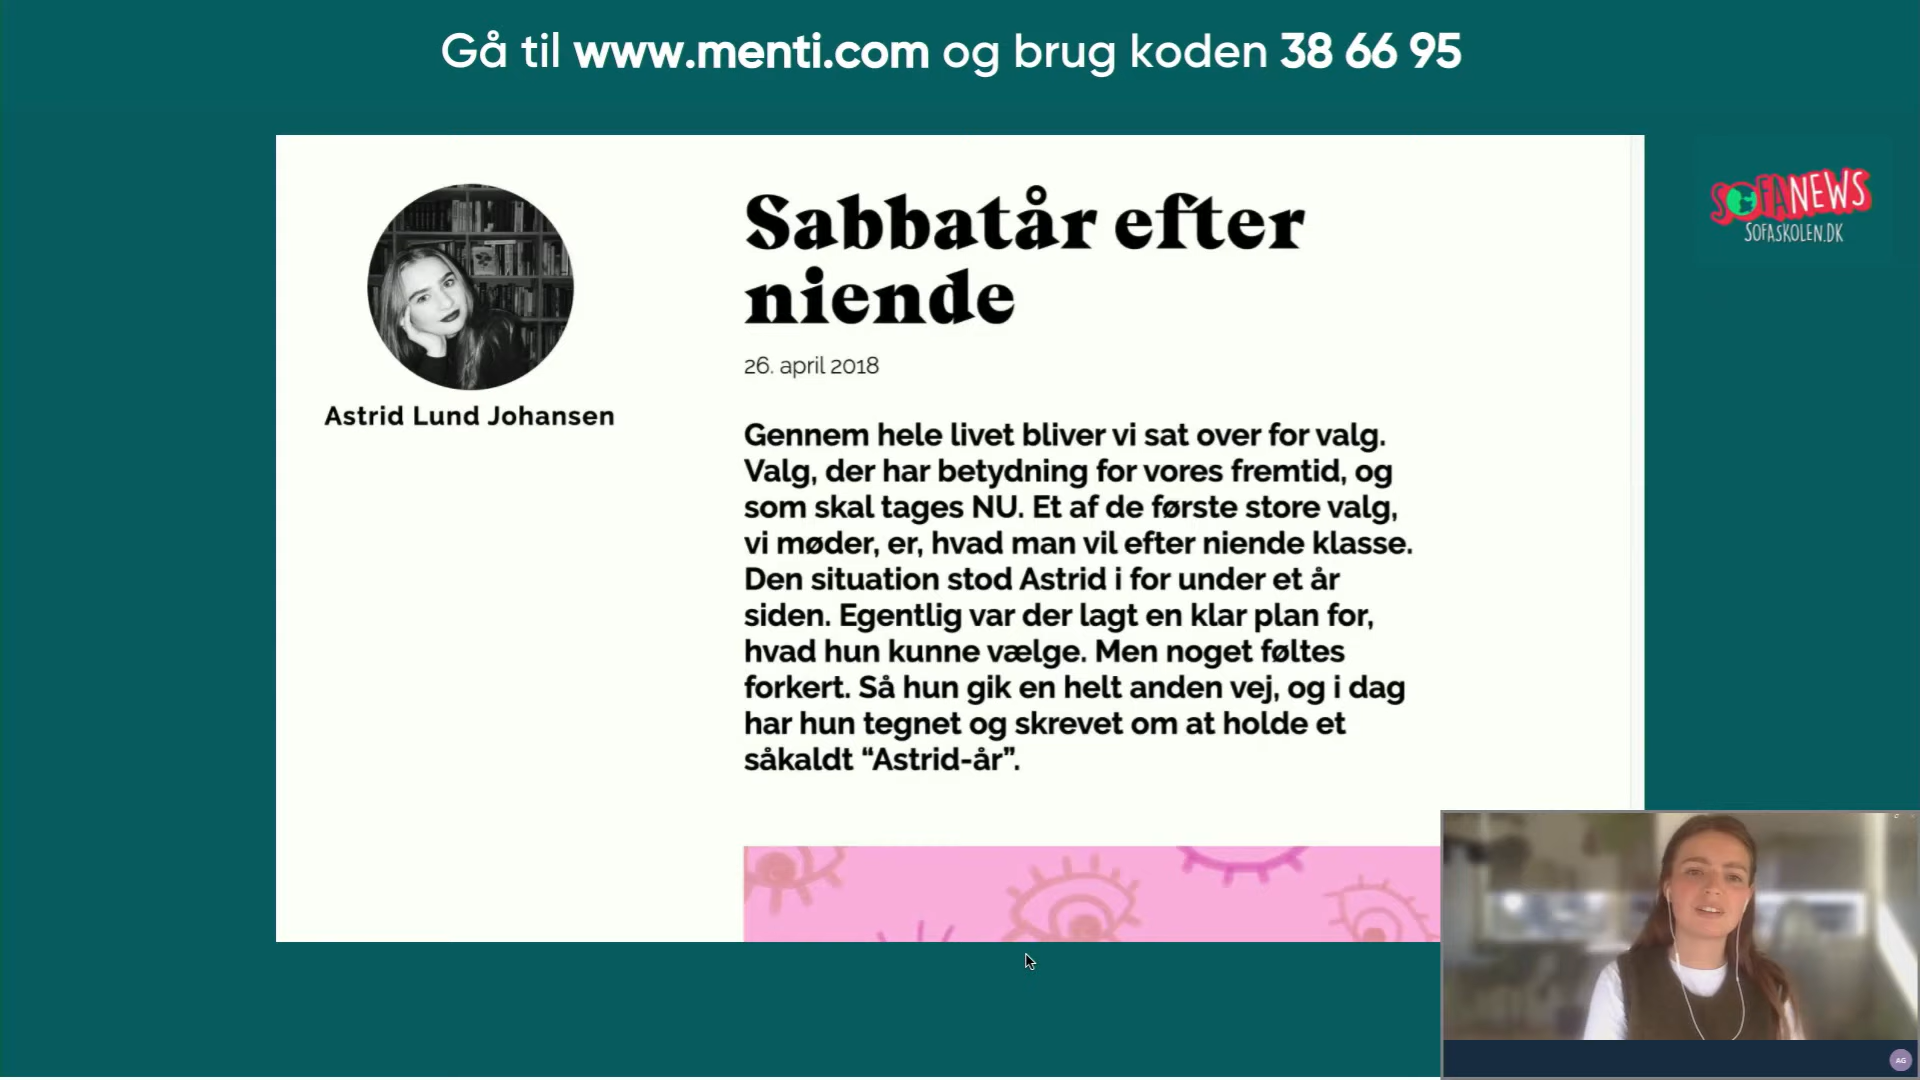 Gå til www.menti.com og brug koden 38 66 95
SOFANEWS
SOFASKOLEN.DK
Astrid Lund Johansen
Sabbatår efter
niende
26. april 2018
Gennem hele livet bliver vi sat over for valg.
Valg, der har betydning for vores fremtid, og
som skal tages NU. Et af de første store valg,
vi møder, er, hvad man vil efter niende klasse.
Den situation stod Astrid i for under et år
siden. Egentlig var der lagt en klar plan for,
hvad hun kunne vælge. Men noget føltes
forkert. Så hun gik en helt anden vej, og i dag
har hun tegnet og skrevet om at holde et
såkaldt “Astrid-år”.
AG